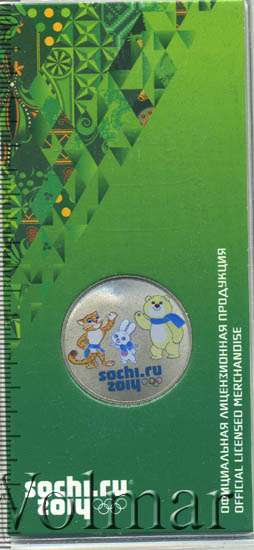 sochi.ru
2014
ОФИЦИАЛЬНАЯ ЛИЦЕНЗИОННАЯ ПРОДУКЦИЯ
OFFICIAL LICENSED MERCHANDISE
sochi.ru
2014
Volmar